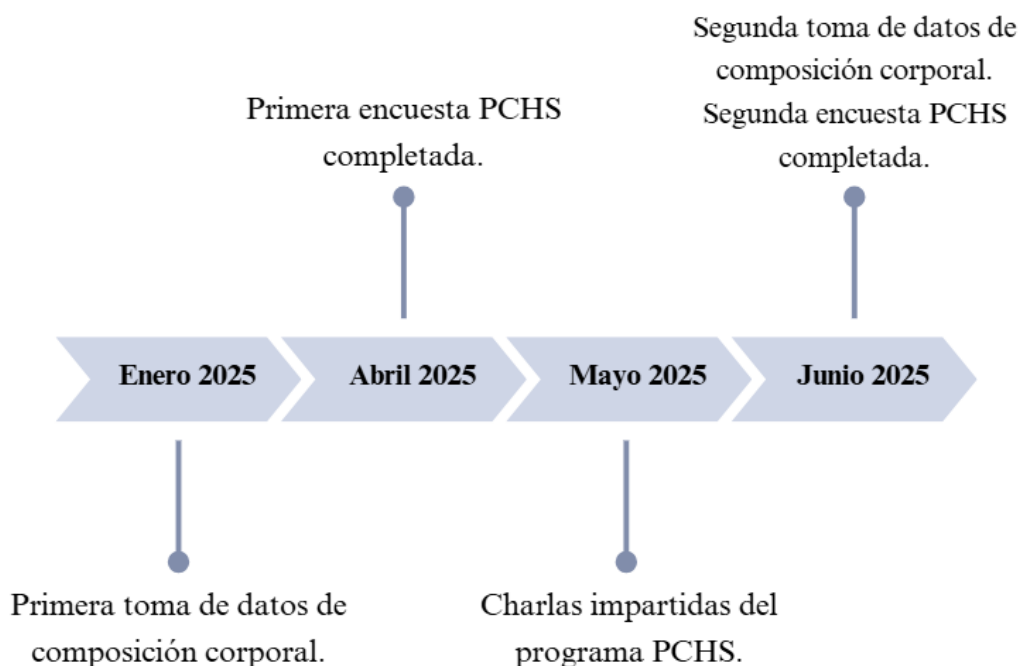 Segunda toma de datos de
composición corporal.
Segunda encuesta PCHS
completada.
Primera encuesta PCHS
completada.
Enero 2025
Abril 2025
Mayo 2025
Junio 2025
Primera toma de datos de
composición corporal.
Charlas impartidas del
programa PCHS.